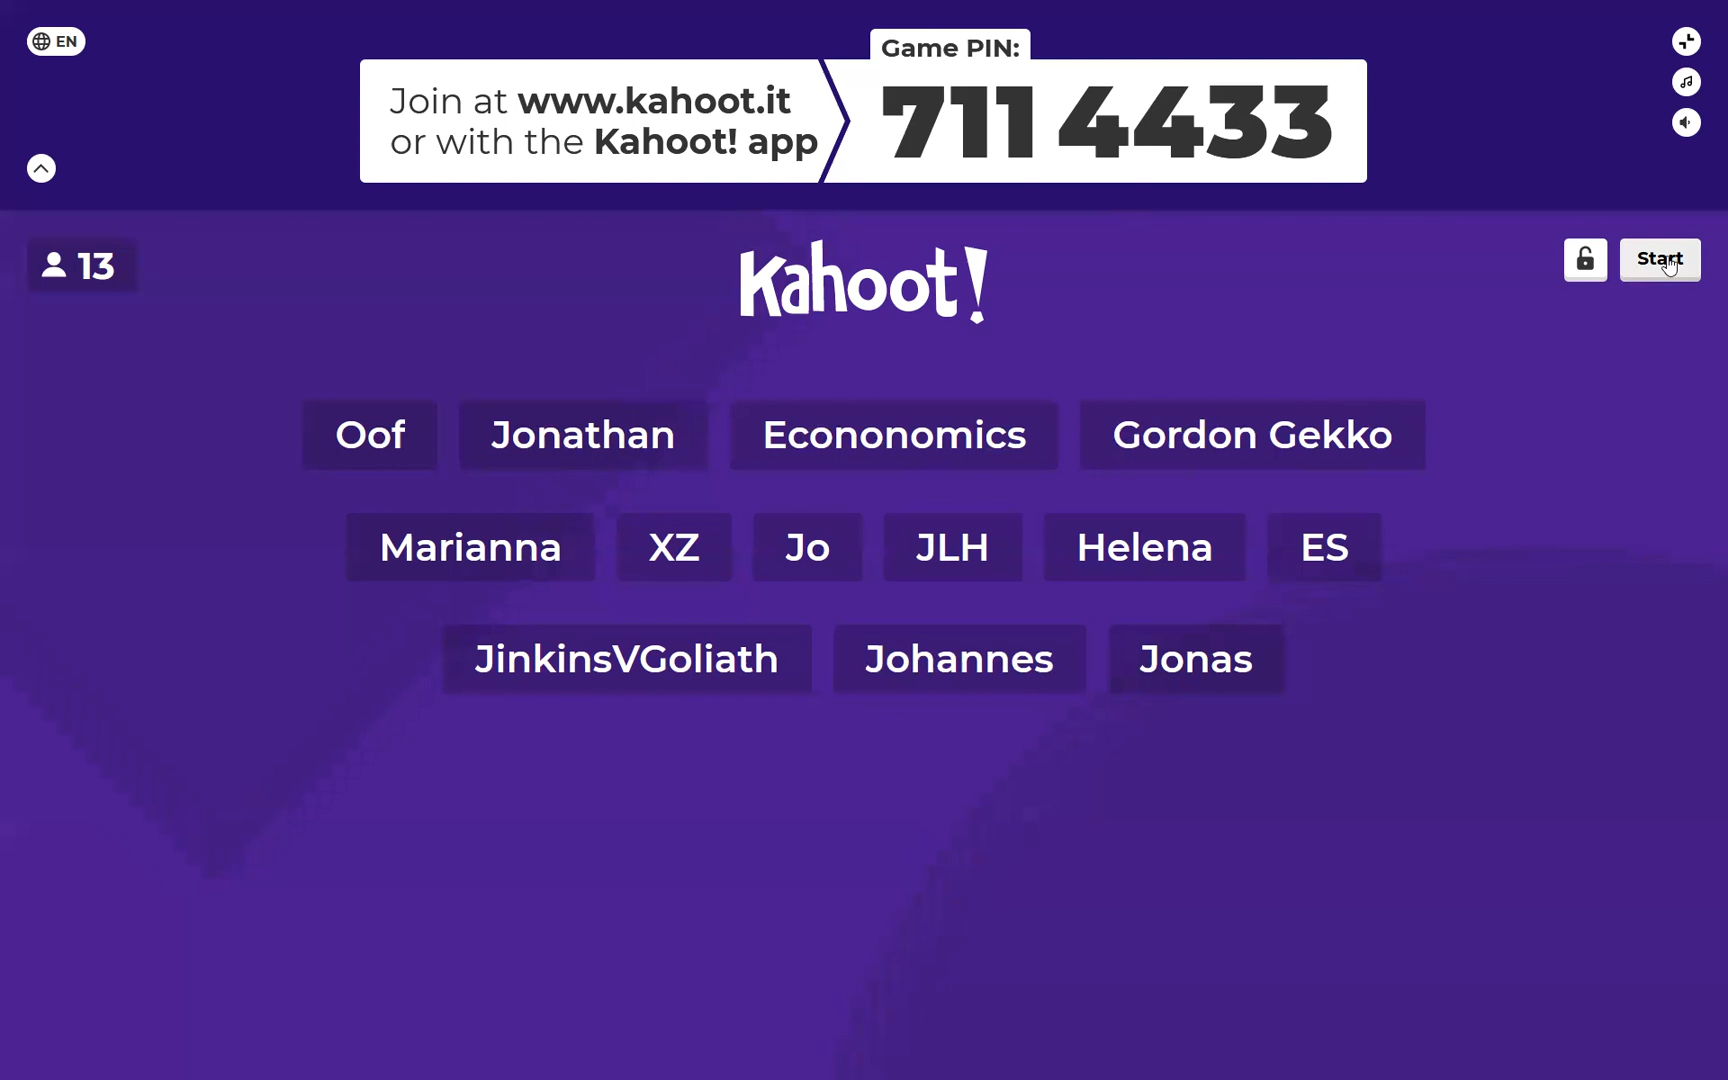 EN
Game PIN:
Join at www.kahoot.it
or with the Kahoot! app
711 4433
13
Kahoot!
Start
Oof Jonathan Econonomics Gordon Gekko
Marianna XZ Jo JLH Helena ES
JinkinsVGoliath Johannes Jonas